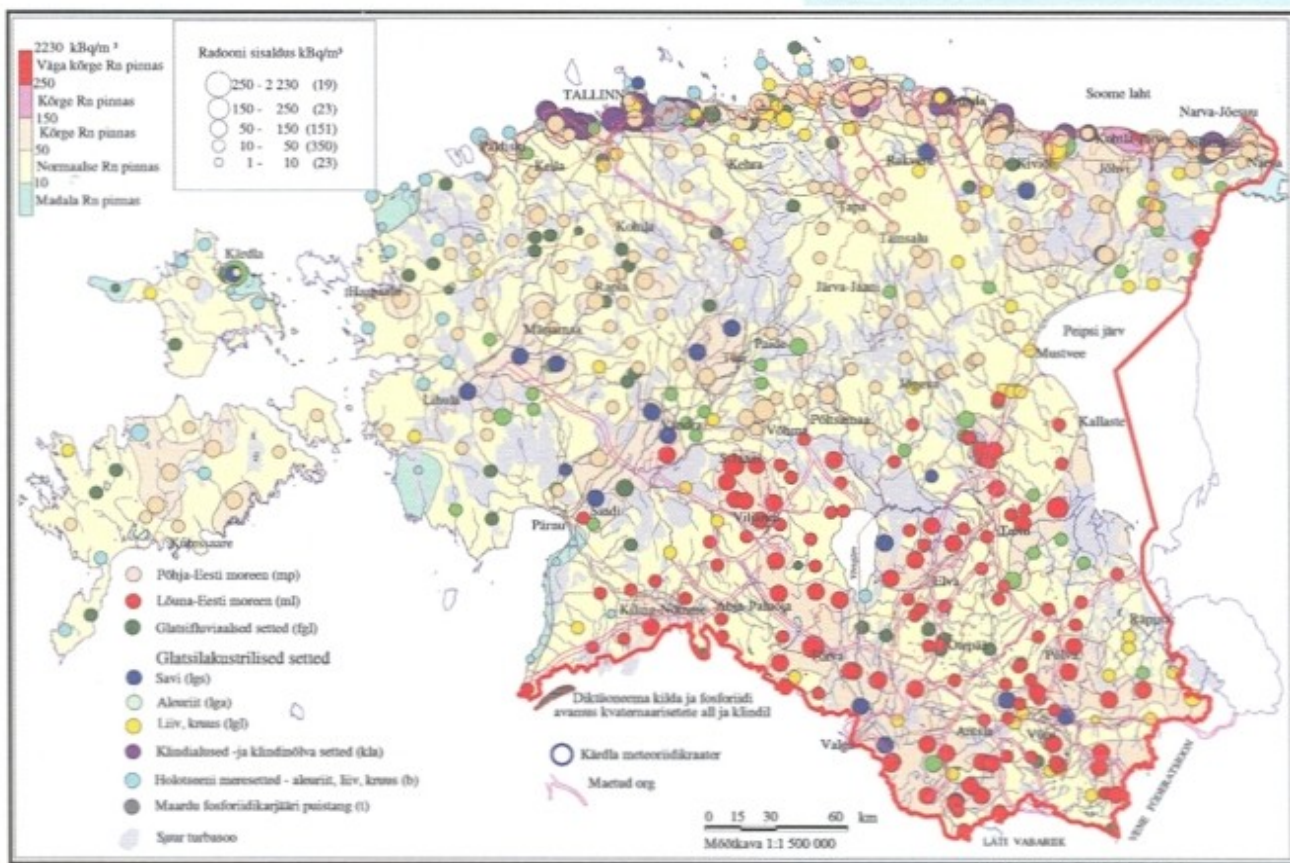 2230 kBq/m³
Väga kõrge Rn pinnas
250
Kõrge Rn pinnas
150
Kõrge Rn pinnas
50
Normaalse Rn pinnas
10
Madala Rn pinnas
Radooni sisaldus kBq/m³
250 - 2 230 (19)
150 - 250 (23)
50 - 150 (151)
10 - 50 (350)
1 - 10 (23)
TALLINN
Soome laht
Narva-Jõesuu
Paldiski
Keila
Kehra
Rakvere
Kiviõli
Kohtla-Järve
Jõhvi
Narva
Tapa
Kohila
Tamsalu
Kärdla
Haapsalu
Rapla
Järva-Jaani
Märjamaa
Paide
Türi
Peipsi järv
Mustvee
Jõgeva
Lihula
Vändra
Võhma
Põltsamaa
Kallaste
Sindi
Pärnu
Viljandi
Tartu
Kuressaare
Elva
Kilingi-Nõmme
Abja-Paluoja
Räpina
Otepää
Põlva
Tõrva
Valga
Antsla
Võru
Põhja-Eesti moreen (mp)
Lõuna-Eesti moreen (ml)
Glatsifluviaalsed setted (fgl)
Glatsilakustrilised setted
Savi (lgs)
Aleuriit (lga)
Liiv, kruus (lgl)
Klindialused -ja klindinõlva setted (kla)
Holotseeni meresetted - aleuriit, liiv, kruus (b)
Maardu fosforiidikarjääri puistang (t)
Suur turbasoo
Diktüoneema kilda ja fosforiidi
avamus kvaternaarisetete all ja klindil
Kärdla meteoriidikraater
Maetud org
0 15 30 60 km
Mõõtkava 1:1 500 000
LÄTI VABARIIK
VENE FÖDERATSIOON